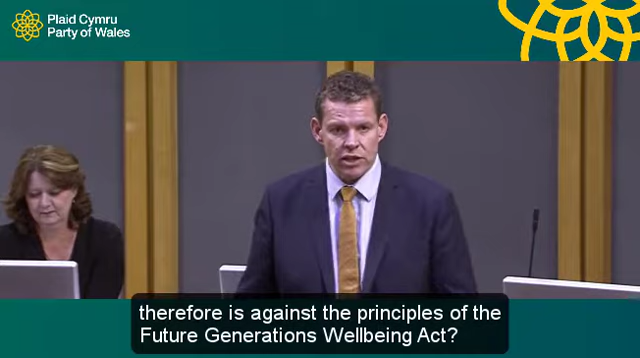 Plaid Cymru
Party of Wales
therefore is against the principles of the
Future Generations Wellbeing Act?